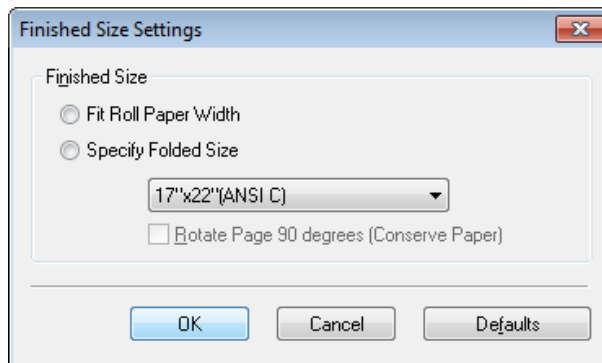 Finished Size Settings
Finished Size
Fit Roll Paper Width
Specify Folded Size
17"x22"(ANSI C)
Rotate Page 90 degrees (Conserve Paper)
OK
Cancel
Defaults